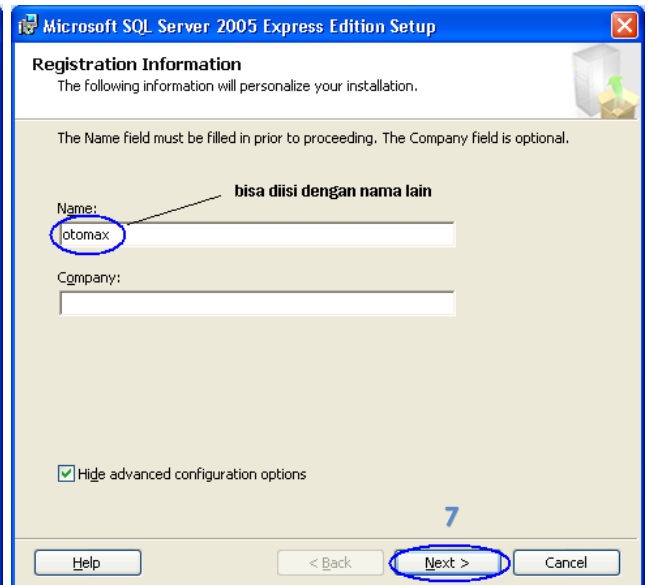 Microsoft SQL Server 2005 Express Edition Setup
Registration Information
The following information will personalize your installation.
The Name field must be filled in prior to proceeding. The Company field is optional.
bisa diisi dengan nama lain
Name:
otomax
Company:
Hide advanced configuration options
7
Help
< Back
Next >
Cancel